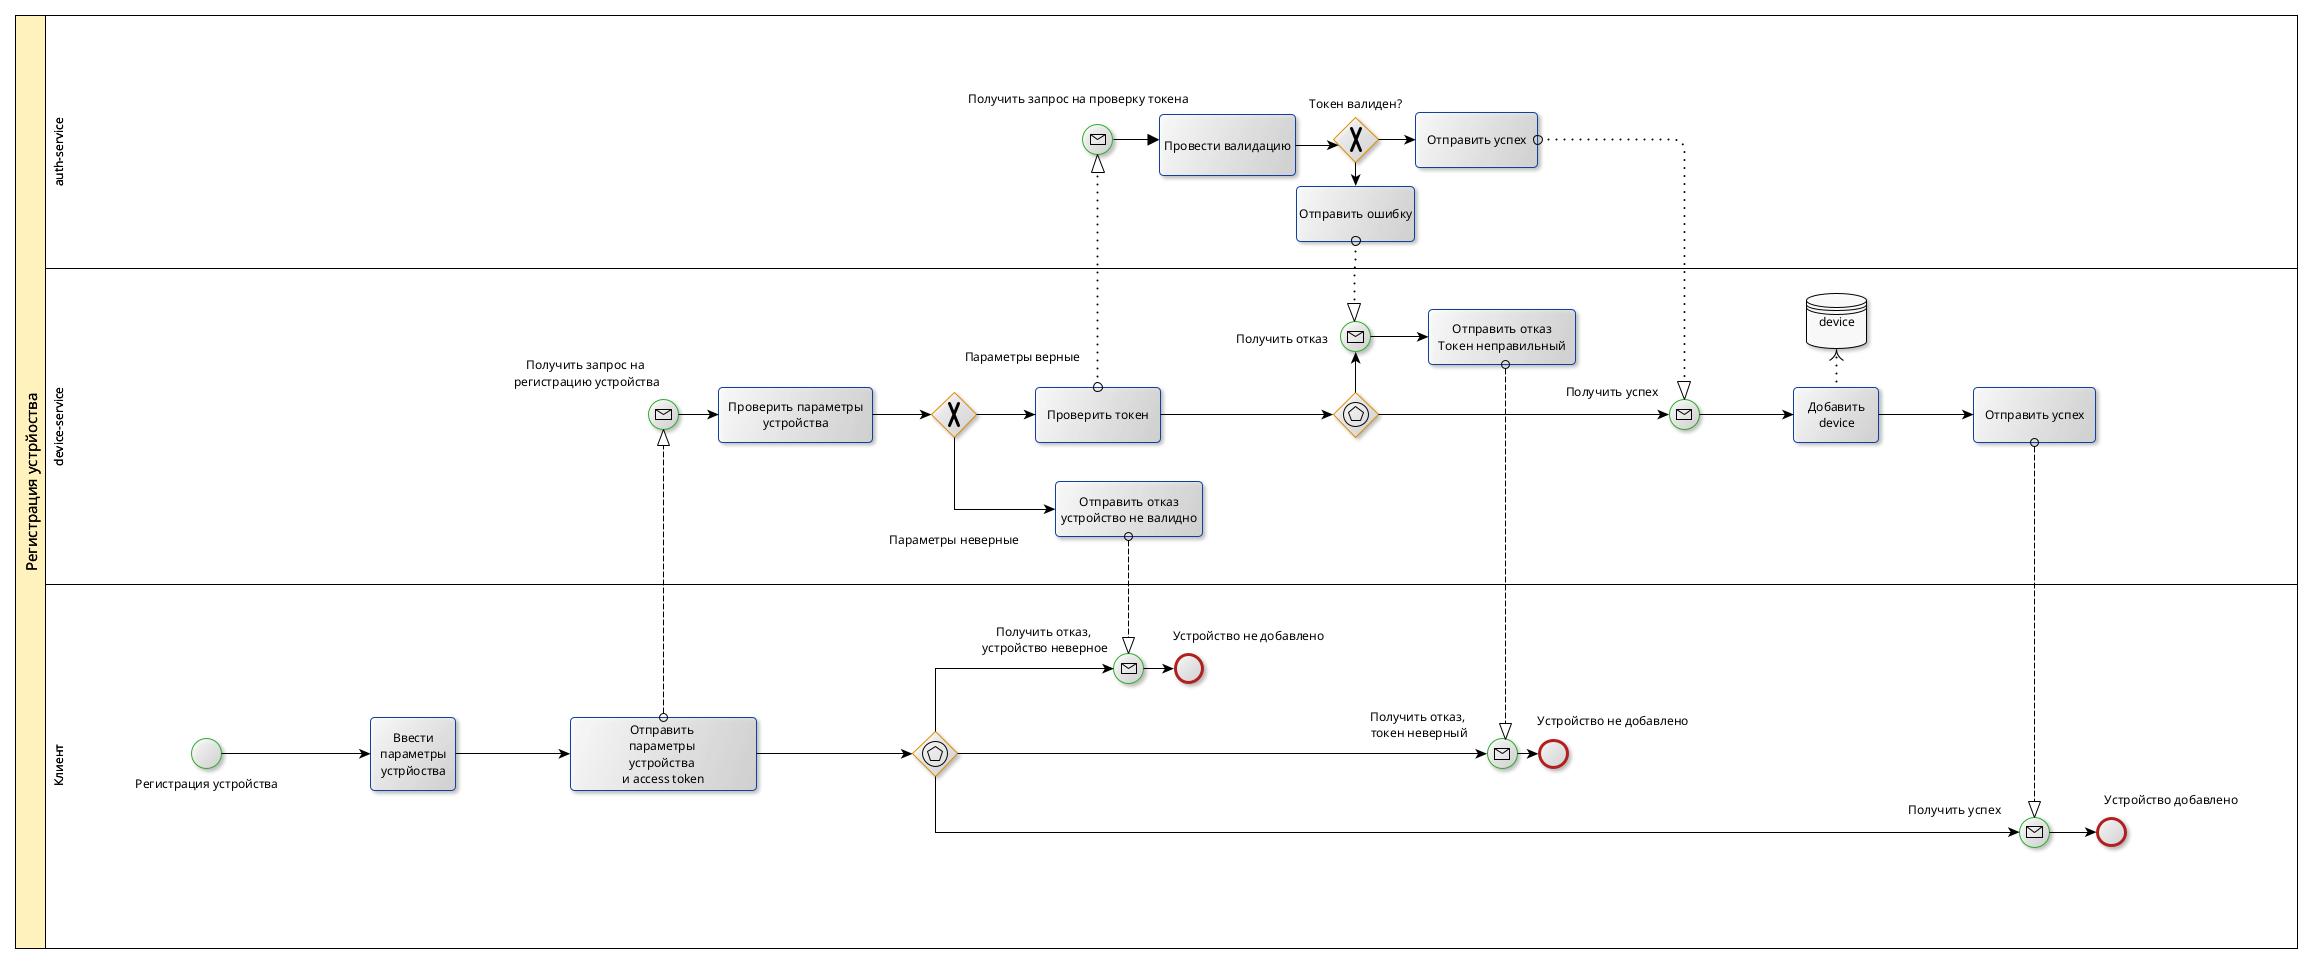 Регистрация устрйоства
auth-service
Получить запрос на проверку токена
Провести валидацию
Токен валиден?
Отправить успех
Отправить ошибку
device-service
Получить запрос на
регистрацию устройства
Проверить параметры
устройства
Параметры верные
Проверить токен
Параметры неверные
Отправить отказ
устройство не валидно
Получить отказ
Отправить отказ
Токен неправильный
Получить успех
device
Добавить
device
Отправить успех
Клиент
Регистрация устройства
Ввести
параметры
устрйоства
Отправить
параметры
устройства
и access token
Получить отказ,
устройство неверное
Устройство не добавлено
Получить отказ,
токен неверный
Устройство не добавлено
Получить успех
Устройство добавлено